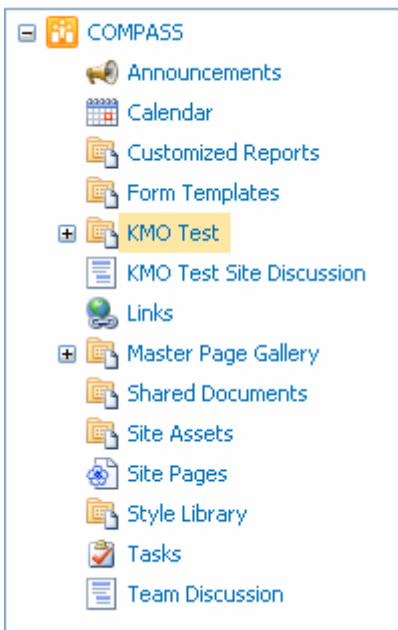 COMPASS
Announcements
Calendar
Customized Reports
Form Templates
KMO Test
KMO Test Site Discussion
Links
Master Page Gallery
Shared Documents
Site Assets
Site Pages
Style Library
Tasks
Team Discussion